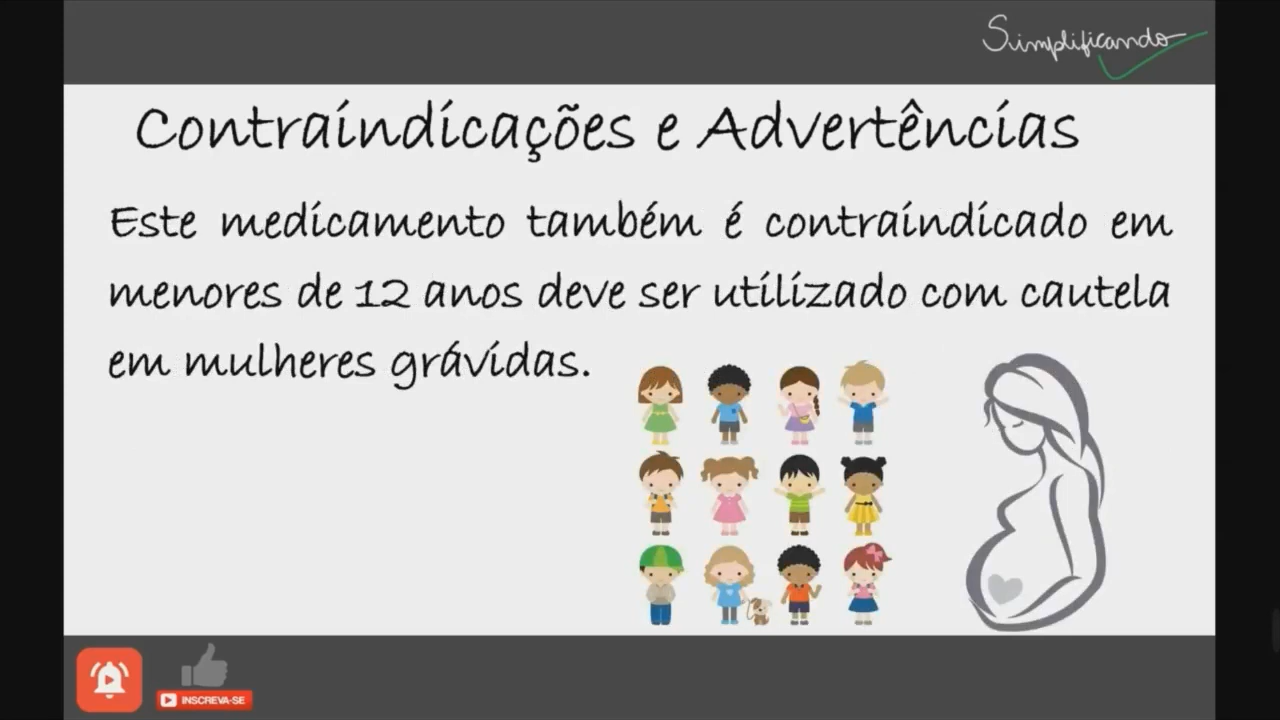 Simplificando
Contraindicações e Advertências
Este medicamento também é contraindicado em
menores de 12 anos deve ser utilizado com cautela
em mulheres grávidas.
INSCREVA-SE